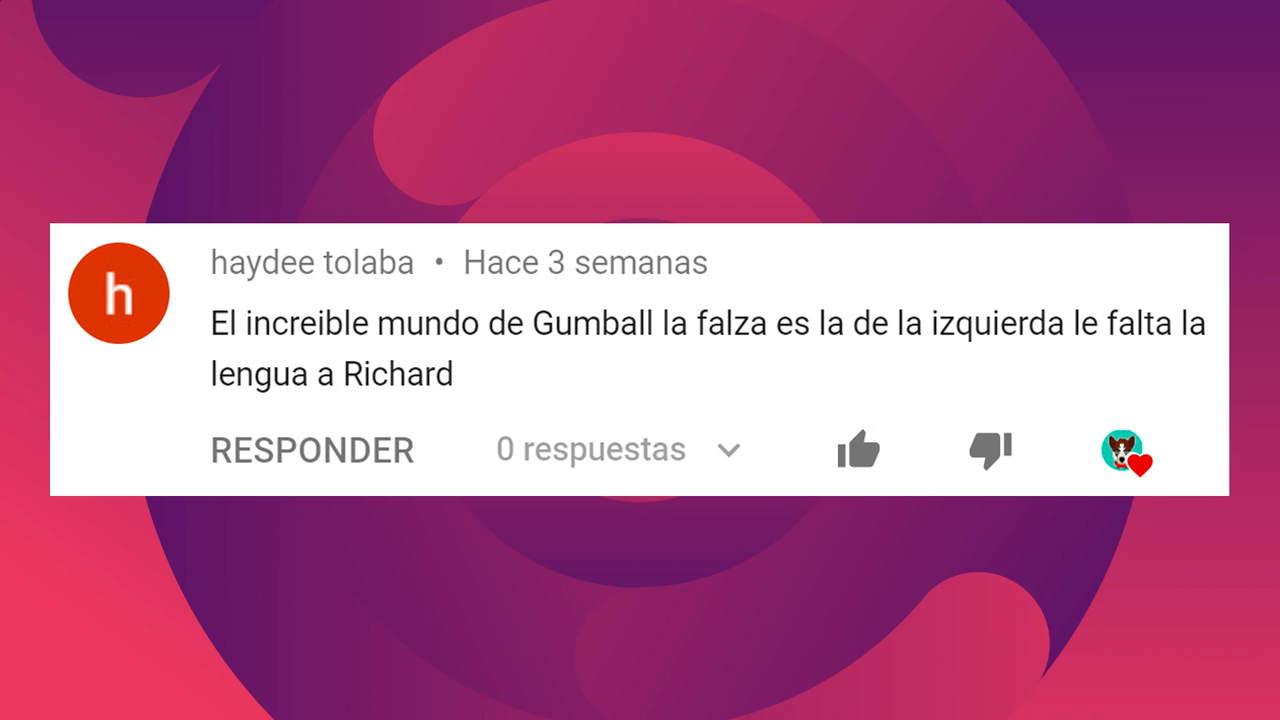 h
haydee tolaba • Hace 3 semanas
El increible mundo de Gumball la falza es la de la izquierda le falta la
lengua a Richard
RESPONDER 0 respuestas